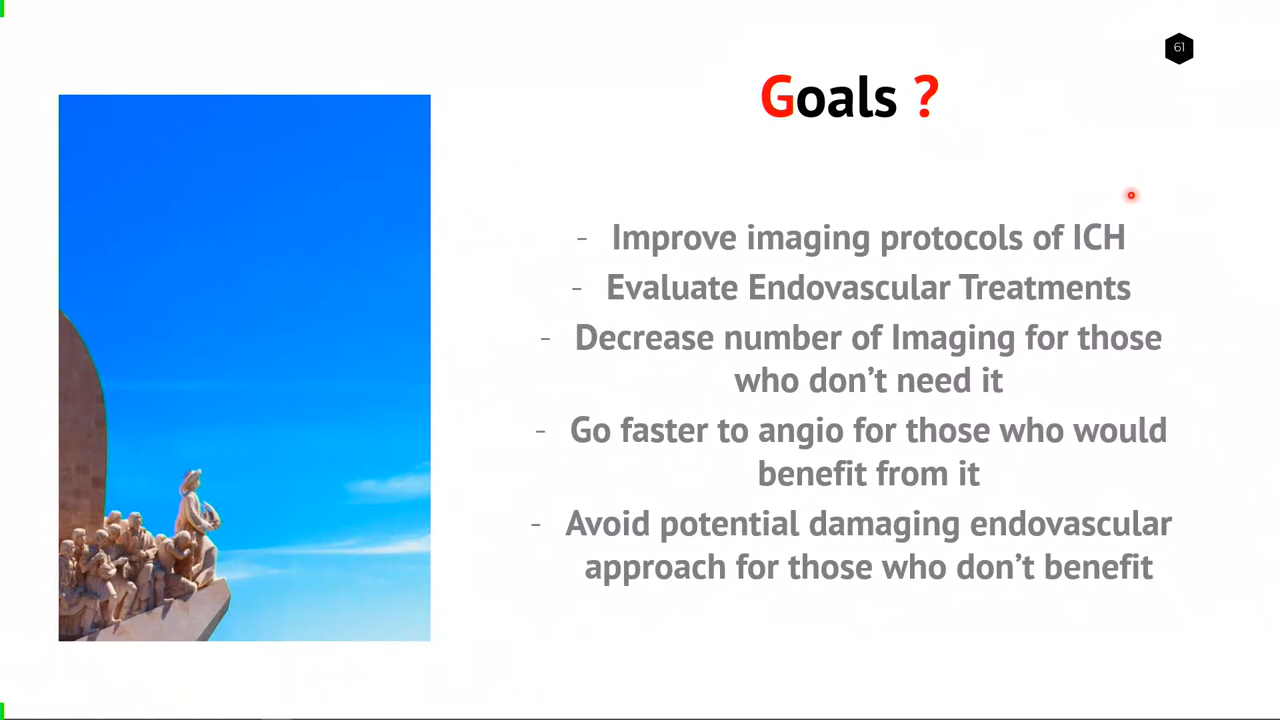 61
Goals ?
- Improve imaging protocols of ICH
- Evaluate Endovascular Treatments
- Decrease number of Imaging for those
who don’t need it
- Go faster to angio for those who would
benefit from it
- Avoid potential damaging endovascular
approach for those who don’t benefit